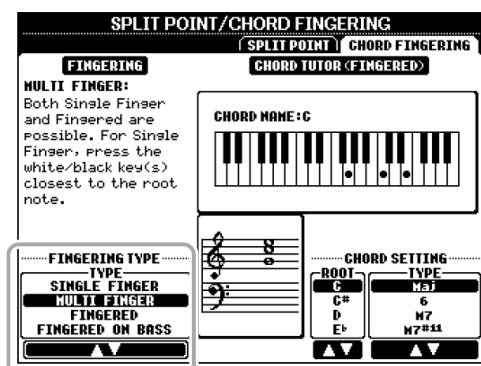 SPLIT POINT/CHORD FINGERING
SPLIT POINT
CHORD FINGERING
FINGERING
CHORD TUTOR (FINGERED)
MULTI FINGER:
Both Single Finger
and Fingered are
possible. For Single
Finger, press the
white/black key(s)
closest to the root
note.
CHORD NAME:C
FINGERING TYPE
TYPE
SINGLE FINGER
MULTI FINGER
FINGERED
FINGERED ON BASS
CHORD SETTING
ROOT
C
C#
D
E♭
TYPE
Maj
6
M7
M7#11